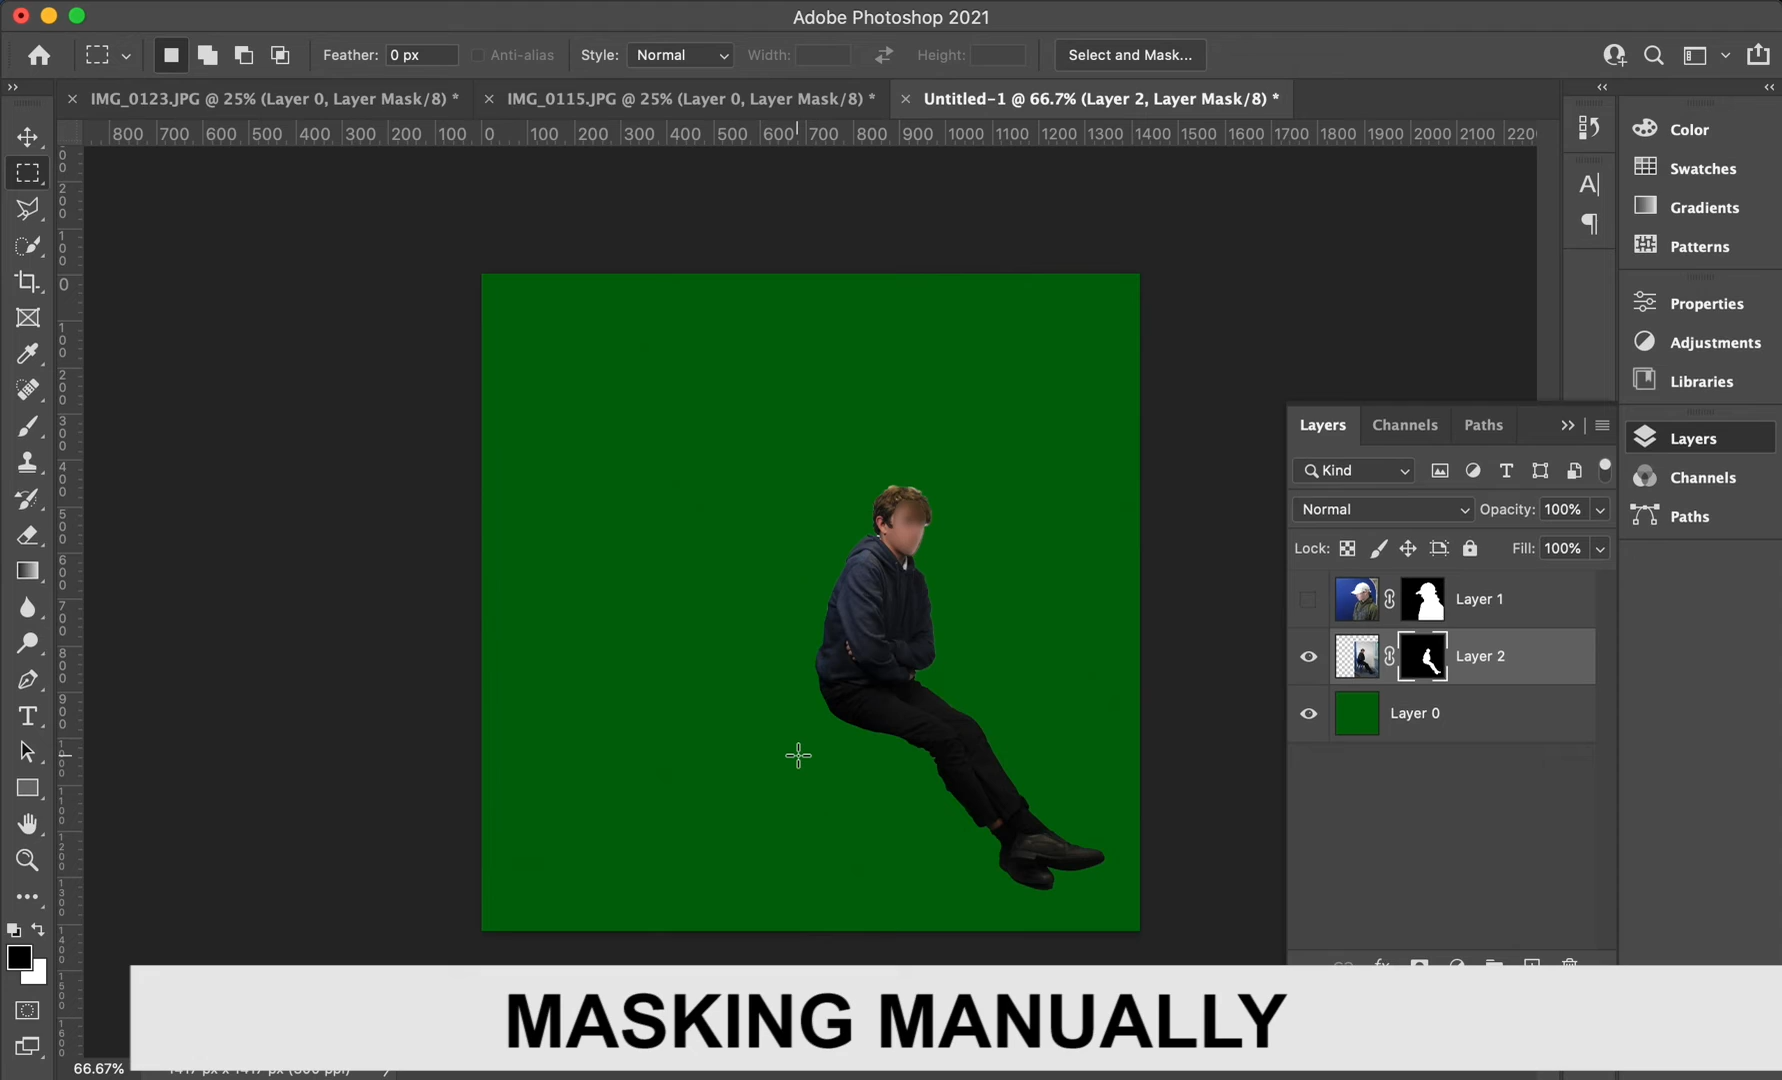 Adobe Photoshop 2021
Feather: 0 px Anti-alias Style: Normal Width: Height: Select and Mask...
IMG_0123.JPG @ 25% (Layer 0, Layer Mask/8) *
IMG_0115.JPG @ 25% (Layer 0, Layer Mask/8) *
Untitled-1 @ 66.7% (Layer 2, Layer Mask/8) *
800 700 600 500 400 300 200 100 0 100 200 300 400 500 600 700 800 900 1000 1100 1200 1300 1400 1500 1600 1700 1800 1900 2000 2100
Color
Swatches
Gradients
Patterns
Properties
Adjustments
Libraries
Layers
Channels
Paths
Layers Channels Paths
Kind
Normal Opacity: 100%
Lock: Fill: 100%
Layer 1
Layer 2
Layer 0
MASKING MANUALLY
66.67%